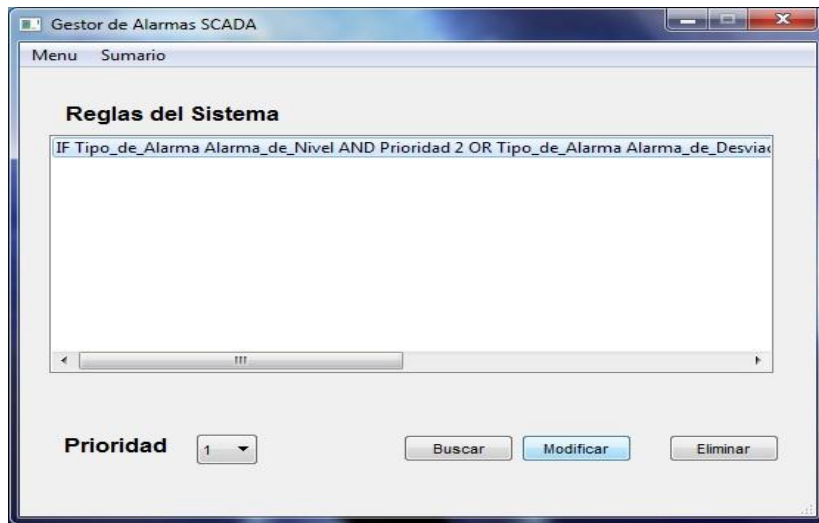 Gestor de Alarmas SCADA
Menu Sumario
Reglas del Sistema
IF Tipo_de_Alarma Alarma_de_Nivel AND Prioridad 2 OR Tipo_de_Alarma Alarma_de_Desviac
Prioridad 1 Buscar Modificar Eliminar